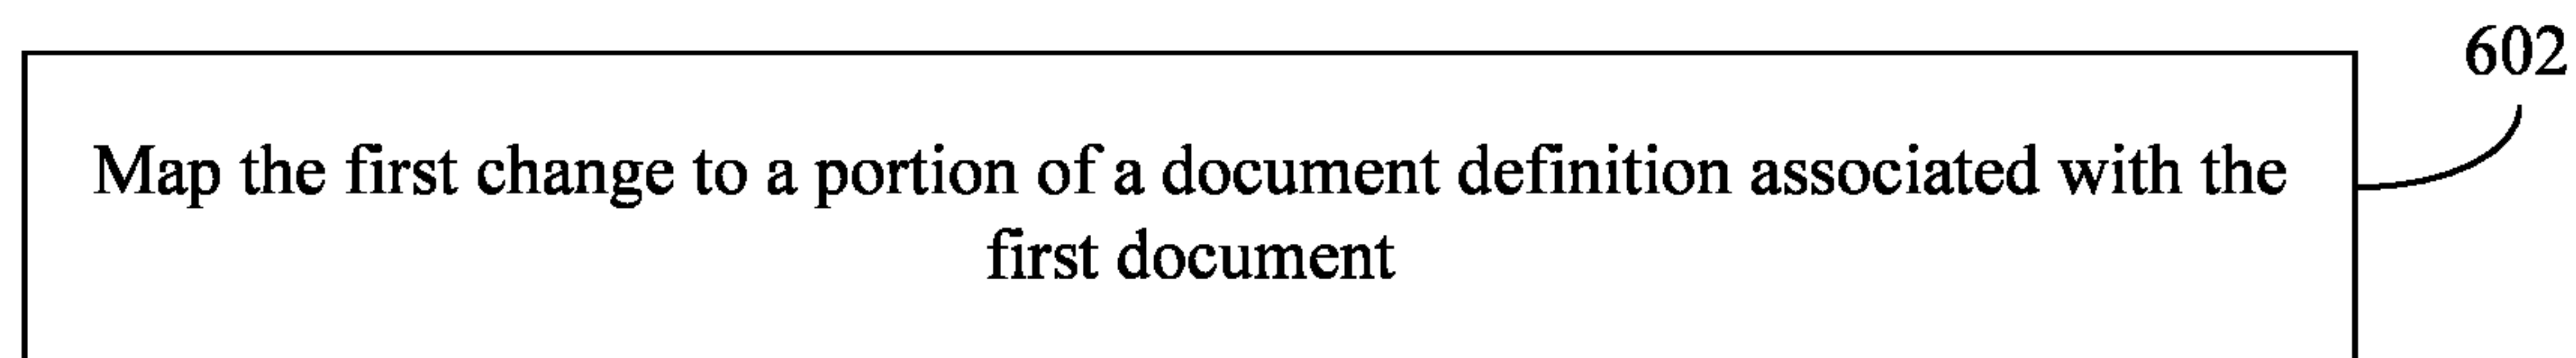 602
Map the first change to a portion of a document definition associated with the
first document